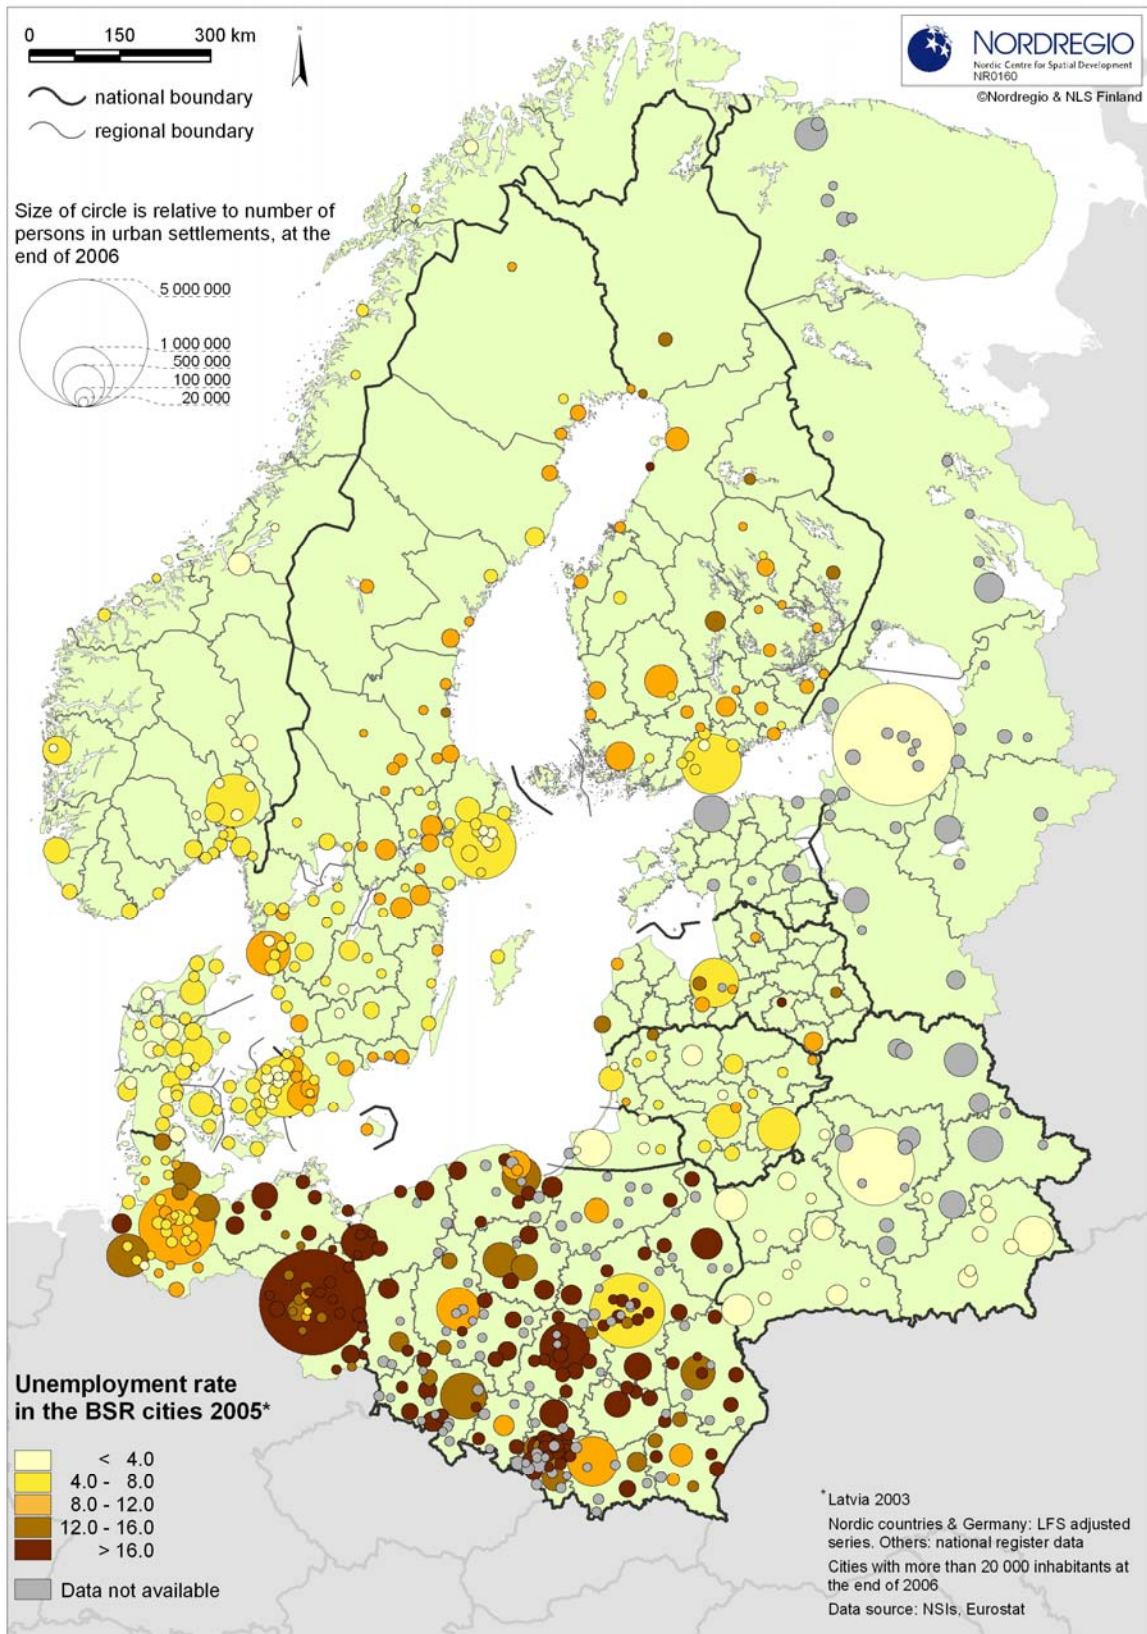 0 150 300 km
N
national boundary
regional boundary
NORDREGIO
Nordic Centre for Spatial Development
NR0160
©Nordregio & NLS Finland
Size of circle is relative to number of
persons in urban settlements, at the
end of 2006
5 000 000
1 000 000
500 000
100 000
20 000
Unemployment rate
in the BSR cities 2005*
< 4.0
4.0 - 8.0
8.0 - 12.0
12.0 - 16.0
> 16.0
Data not available
* Latvia 2003
Nordic countries & Germany: LFS adjusted
series. Others: national register data
Cities with more than 20 000 inhabitants at
the end of 2006
Data source: NSIs, Eurostat